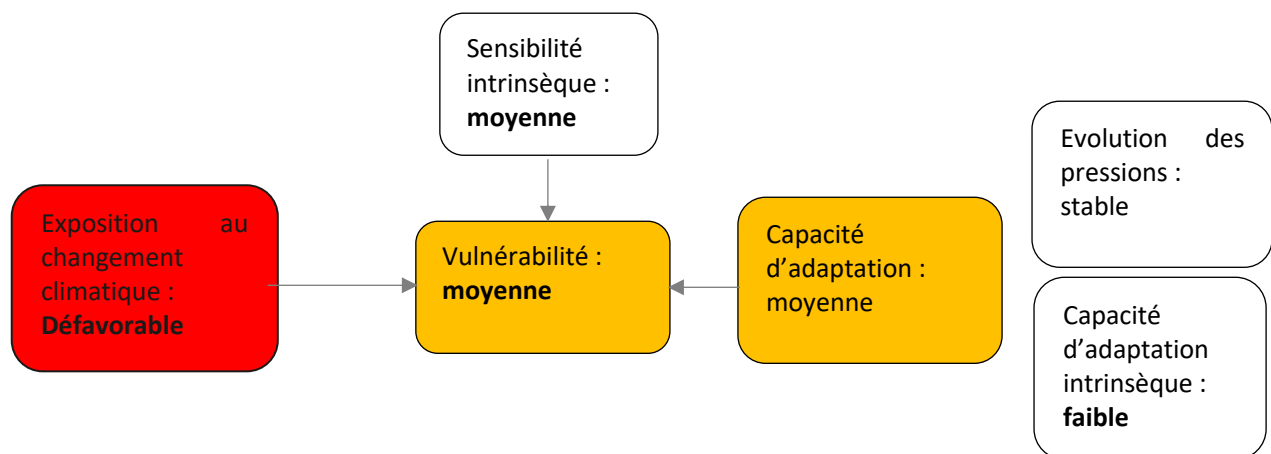 Sensibilité
intrinsèque :
moyenne
Exposition au
changement
climatique :
Défavorable
Vulnérabilité :
moyenne
Capacité
d’adaptation :
moyenne
Evolution des
pressions :
stable
Capacité
d’adaptation
intrinsèque :
faible